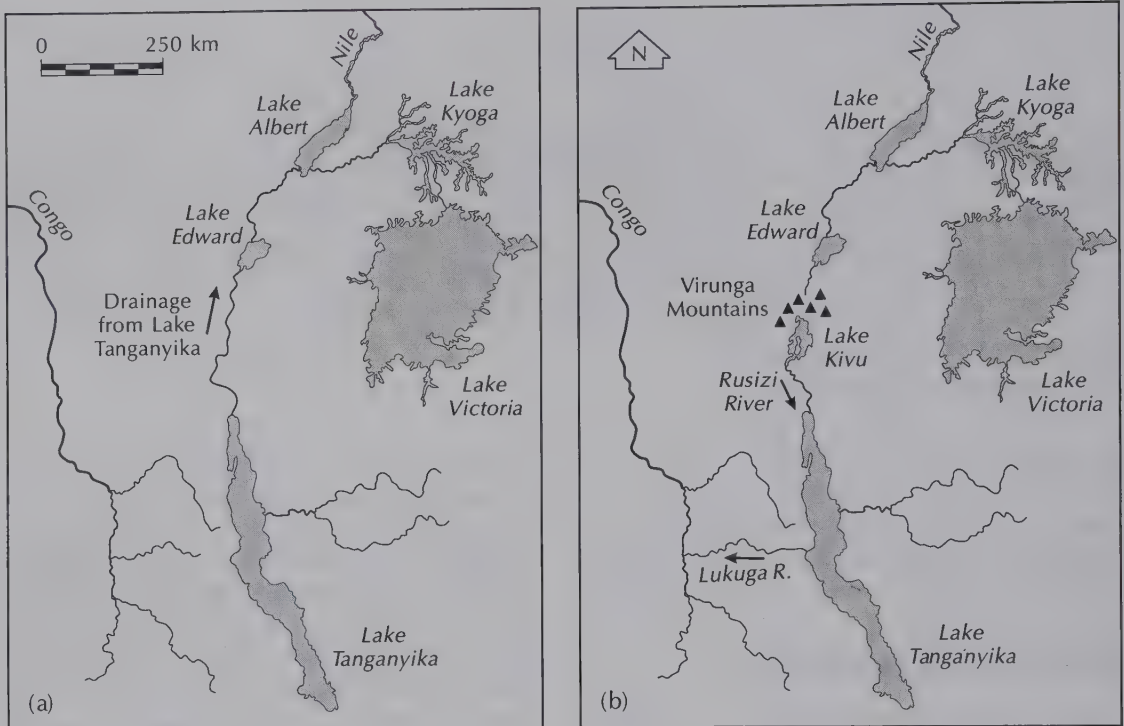 0 250 km
Nile
Lake
Albert
Lake
Kyoga
Congo
Lake
Edward
Drainage
from Lake
Tanganyika
Lake
Victoria
Lake
Tanganyika
(a)
N
Nile
Lake
Albert
Lake
Kyoga
Congo
Lake
Edward
Virunga
Mountains
Lake
Kivu
Rusizi
River
Lake
Victoria
Lukuga R.
Lake
Tanganyika
(b)